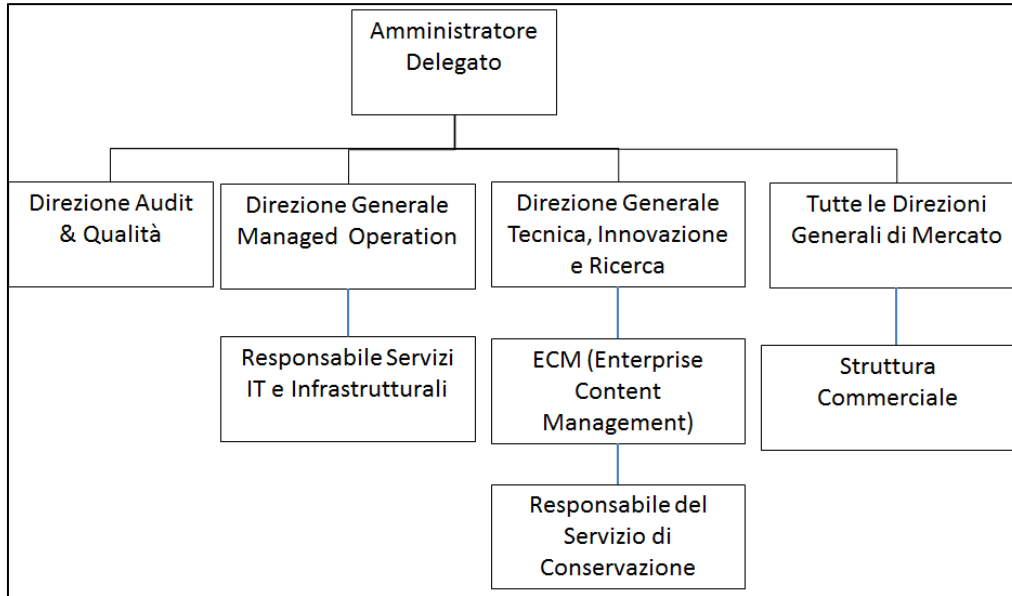 Amministratore
Delegato
Direzione Audit
& Qualità
Direzione Generale
Managed Operation
Direzione Generale
Tecnica, Innovazione
e Ricerca
Tutte le Direzioni
Generali di Mercato
Responsabile Servizi
IT e Infrastrutturali
ECM (Enterprise
Content
Management)
Struttura
Commerciale
Responsabile del
Servizio di
Conservazione